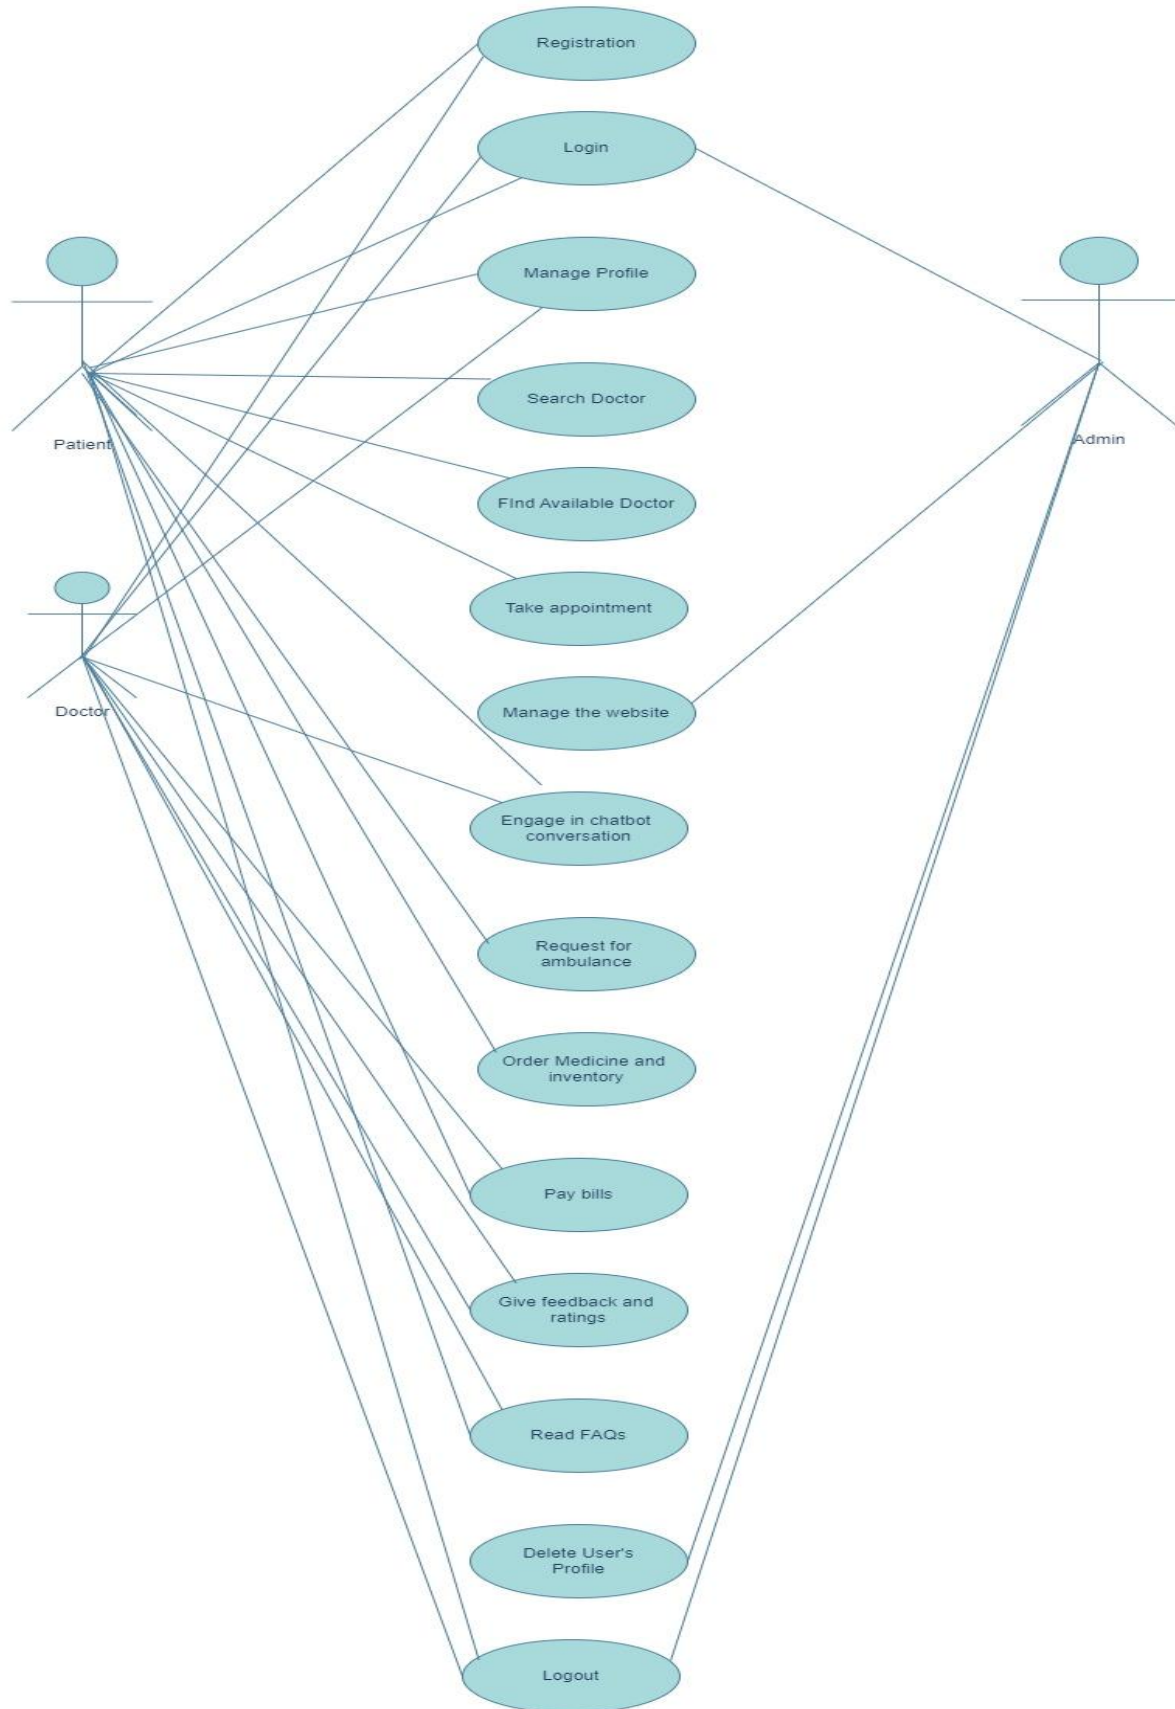 Registration
Login
Manage Profile
Search Doctor
Patient
Admin
FInd Available Doctor
Take appointment
Doctor
Manage the website
Engage in chatbot
conversation
Request for
ambulance
Order Medicine and
inventory
Pay bills
Give feedback and
ratings
Read FAQs
Delete User's
Profile
Logout